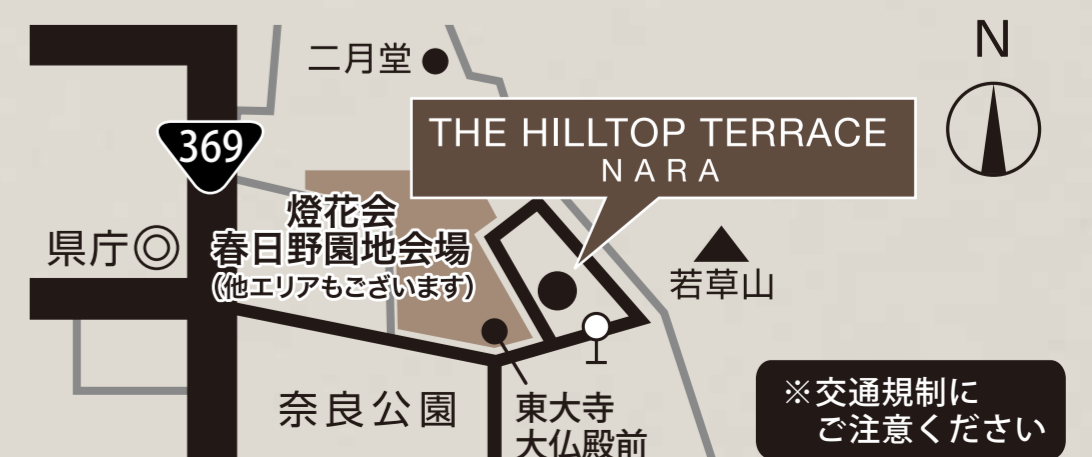 N
二月堂
THE HILLTOP TERRACE
NARA
369
燈花会
春日野園地会場
（他エリアもございます）
県庁
若草山
奈良公園
東大寺
大仏殿前
※交通規制に
ご注意ください